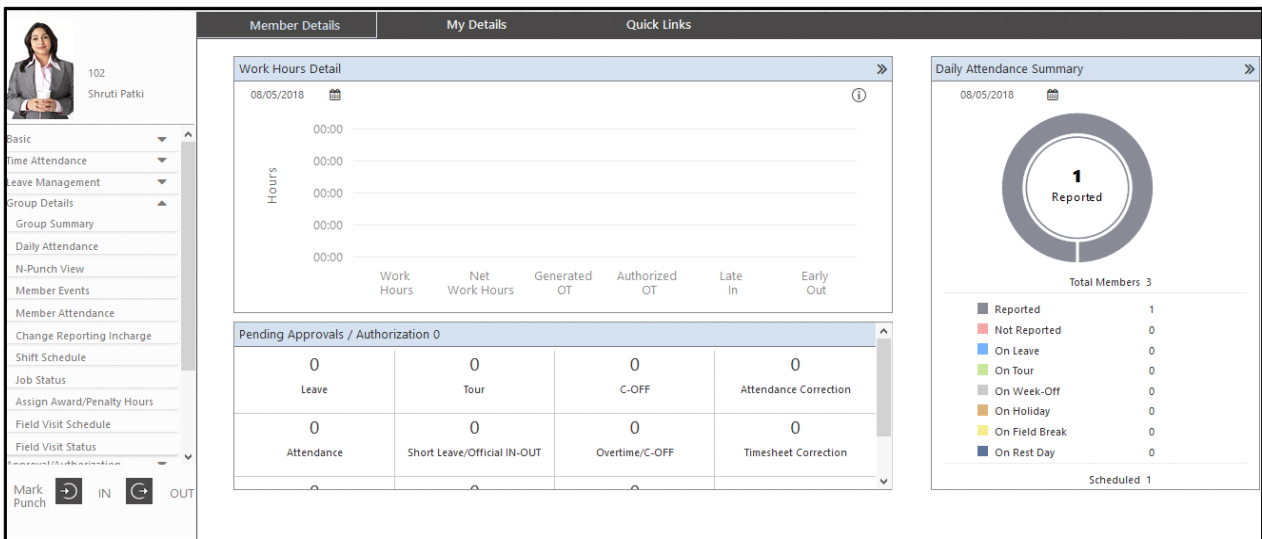 102
Shruti Patki
Basic
Time Attendance
Leave Management
Group Details
Group Summary
Daily Attendance
N-Punch View
Member Events
Member Attendance
Change Reporting Incharge
Shift Schedule
Job Status
Assign Award/Penalty Hours
Field Visit Schedule
Field Visit Status
Approval/Authorization
Mark Punch
IN
OUT
Member Details
My Details
Quick Links
Work Hours Detail
08/05/2018
00:00
00:00
00:00
00:00
00:00
Hours
Work Hours
Net Work Hours
Generated OT
Authorized OT
Late In
Early Out
Pending Approvals / Authorization 0
0 0 0 0
Leave Tour C-OFF Attendance Correction
0 0 0 0
Attendance Short Leave/Official IN-OUT Overtime/C-OFF Timesheet Correction
0 0 0
Daily Attendance Summary
08/05/2018
1
Reported
Total Members 3
Reported 1
Not Reported 0
On Leave 0
On Tour 0
On Week-Off 0
On Holiday 0
On Field Break 0
On Rest Day 0
Scheduled 1